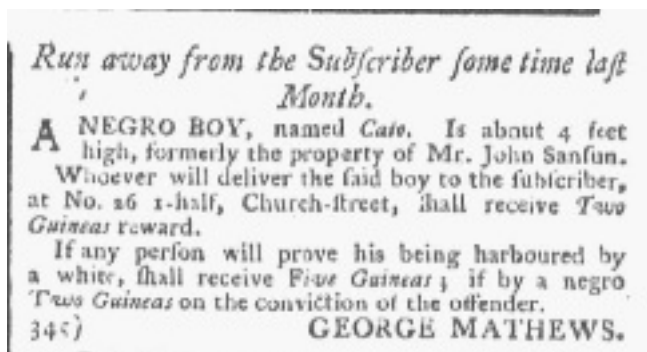 Run away from the Subſcriber ſome time laſt
Month.
A NEGRO BOY, named Cato. Is about 4 feet
high, formerly the property of Mr. John Sanſun.
Whoever will deliver the ſaid boy to the ſubſcriber,
at No. 26 1-half, Church-ſtreet, ſhall receive Two
Guineas reward.
If any perſon will prove his being harboured by
a white, ſhall receive Five Guineas; if by a negro
Two Guineas on the conviction of the offender.
GEORGE MATHEWS.